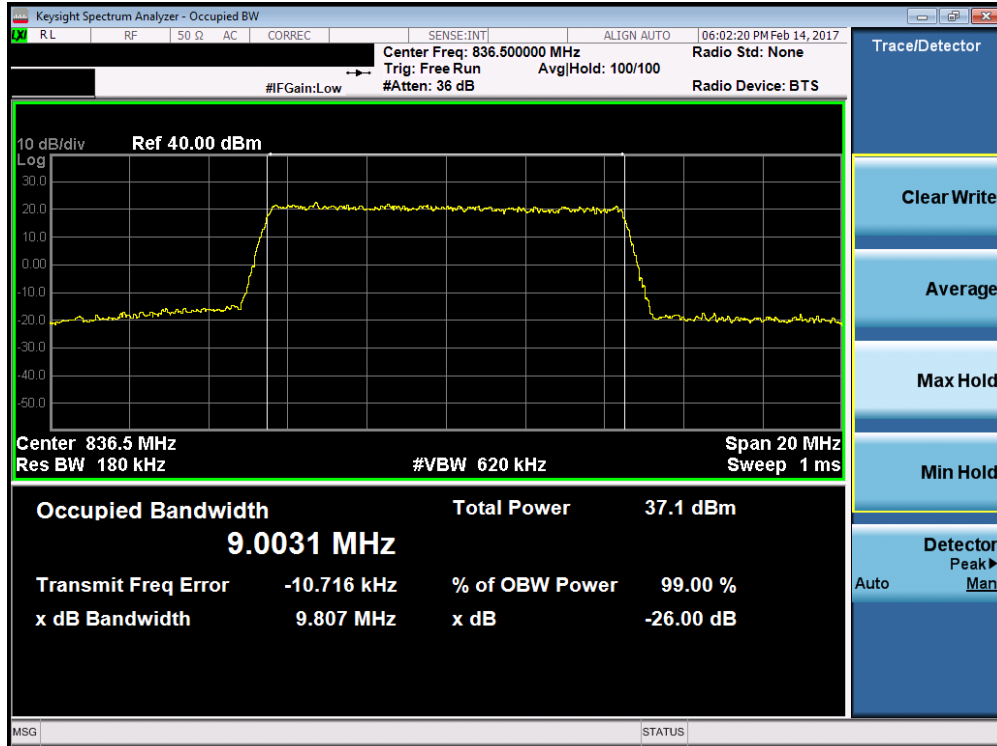 Keysight Spectrum Analyzer - Occupied BW
LXI RL RF 50 Ω AC CORREC SENSE:INT ALIGN AUTO 06:02:20 PM Feb 14, 2017
Center Freq: 836.500000 MHz Radio Std: None
Trig: Free Run Avg|Hold: 100/100
#IFGain:Low #Atten: 36 dB Radio Device: BTS
Trace/Detector
10 dB/div Ref 40.00 dBm
Log
30.0
20.0
10.0
0.00
-10.0
-20.0
-30.0
-40.0
-50.0
Center 836.5 MHz Span 20 MHz
Res BW 180 kHz #VBW 620 kHz Sweep 1 ms
Occupied Bandwidth Total Power 37.1 dBm
9.0031 MHz
Transmit Freq Error -10.716 kHz % of OBW Power 99.00 %
x dB Bandwidth 9.807 MHz x dB -26.00 dB
Clear Write
Average
Max Hold
Min Hold
Detector
Peak▶
Auto Man
MSG STATUS